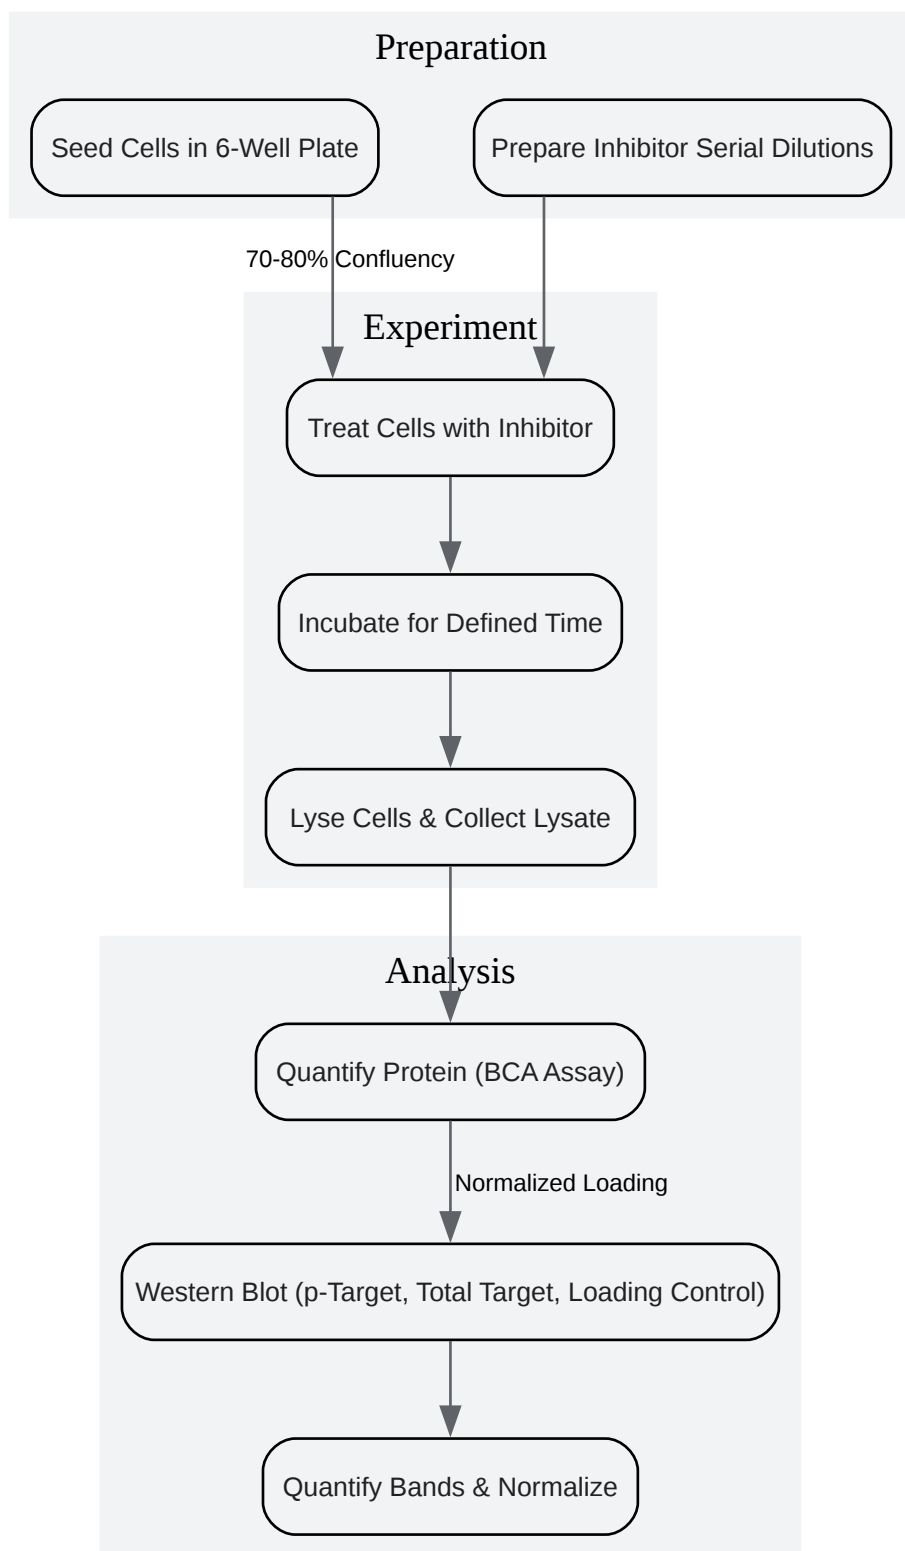 Preparation
Seed Cells in 6-Well Plate
Prepare Inhibitor Serial Dilutions
70-80% Confluency
Experiment
Treat Cells with Inhibitor
Incubate for Defined Time
Lyse Cells & Collect Lysate
Analysis
Quantify Protein (BCA Assay)
Normalized Loading
Western Blot (p-Target, Total Target, Loading Control)
Quantify Bands & Normalize